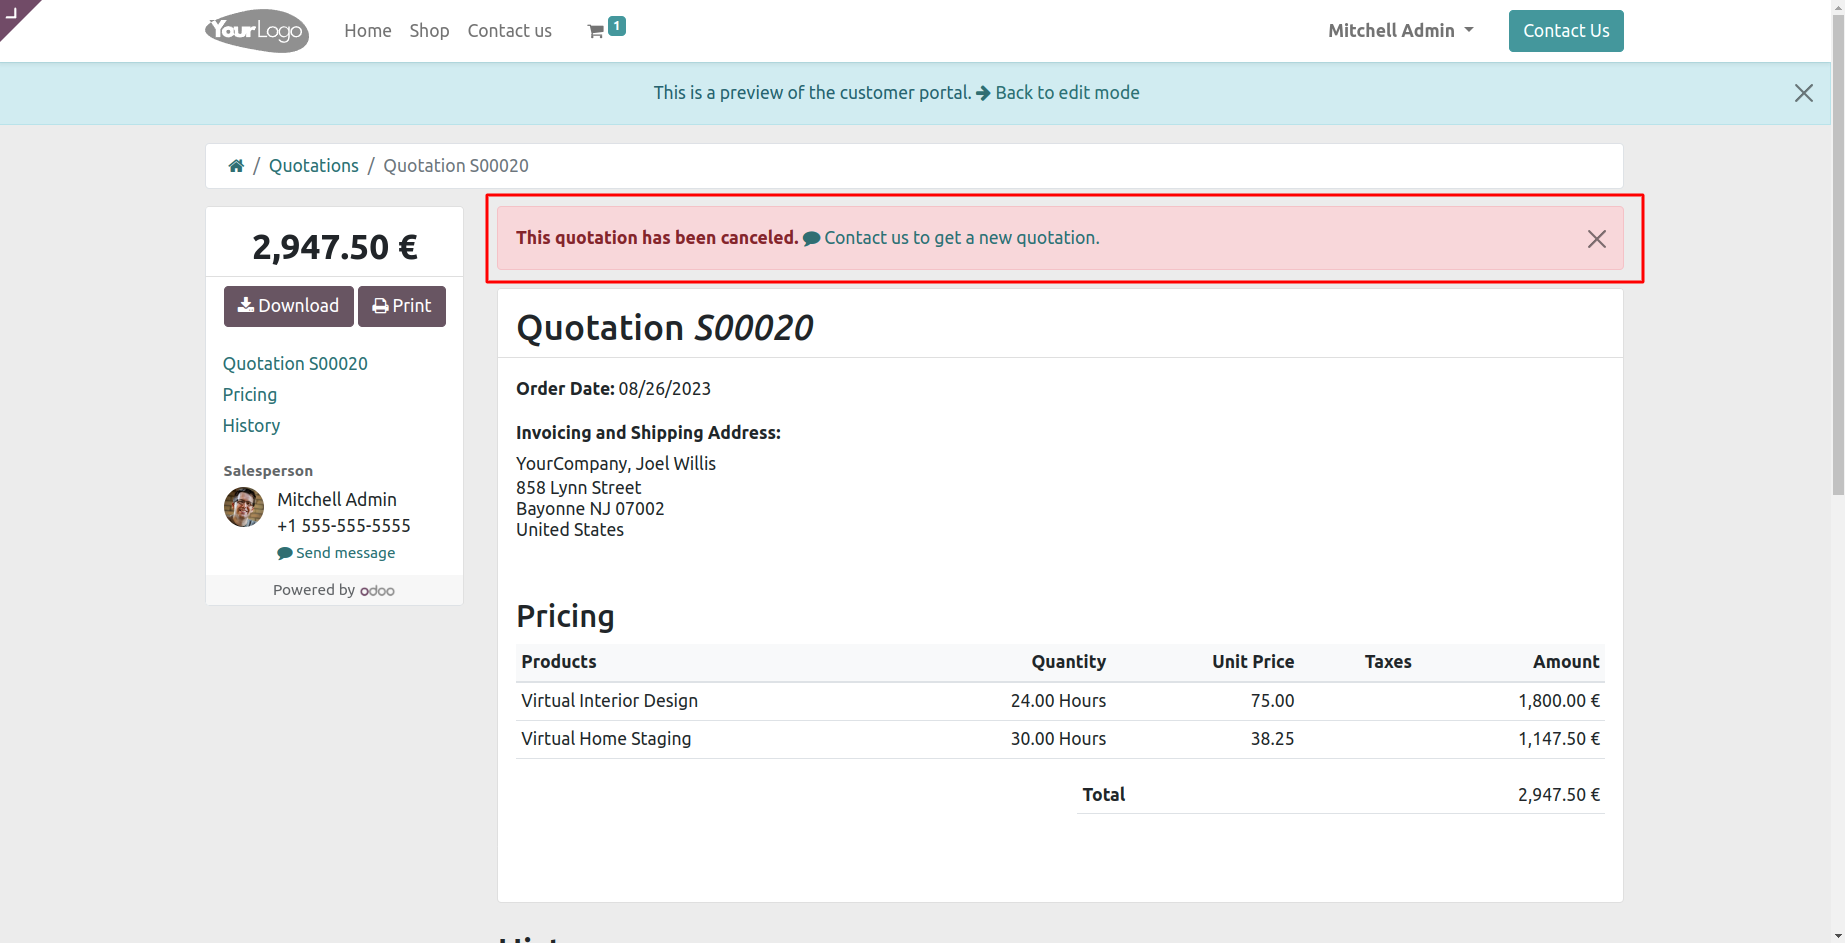 YourLogo Home Shop Contact us 1 Mitchell Admin Contact Us
This is a preview of the customer portal. Back to edit mode
/ Quotations / Quotation S00020
2,947.50 €
Download Print
Quotation S00020
Pricing
History
Salesperson
Mitchell Admin
+1 555-555-5555
Send message
Powered by odoo
This quotation has been canceled. Contact us to get a new quotation.
Quotation S00020
Order Date: 08/26/2023
Invoicing and Shipping Address:
YourCompany, Joel Willis
858 Lynn Street
Bayonne NJ 07002
United States
Pricing
Products Quantity Unit Price Taxes Amount
Virtual Interior Design 24.00 Hours 75.00 1,800.00 €
Virtual Home Staging 30.00 Hours 38.25 1,147.50 €
Total 2,947.50 €